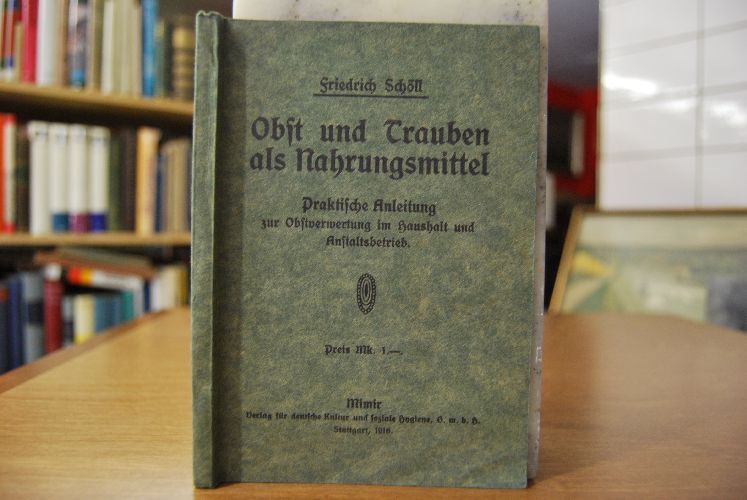 Friedrich Schöll
Obſt und Trauben
als Nahrungsmittel
Praktiſche Anleitung
zur Obſtverwertung im Haushalt und
Anſtaltsbetrieb.
Preis Mk. 1.—.
Mimir
Verlag für deutſche Kultur und ſoziale Hygiene, G. m. b. H.
Stuttgart, 1916.